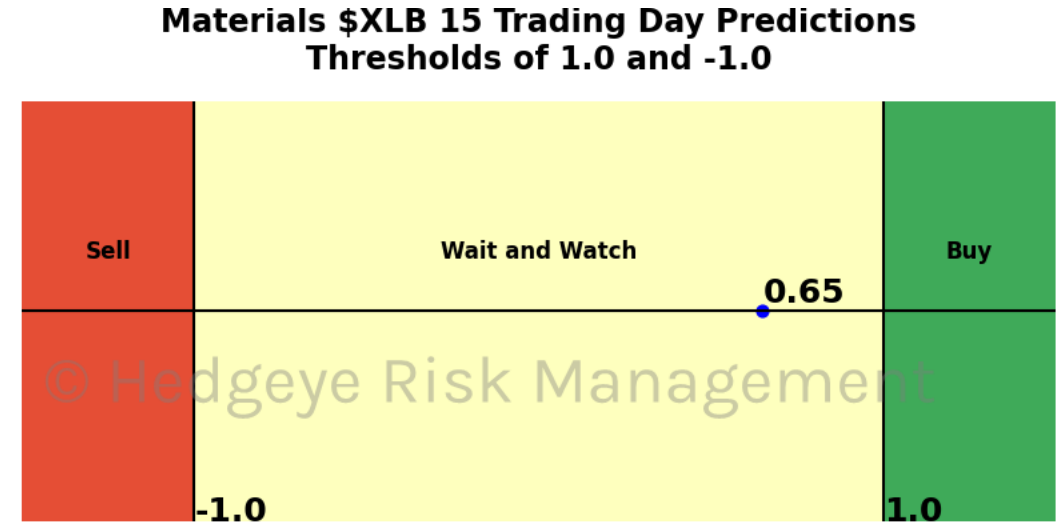 Materials $XLB 15 Trading Day Predictions
Thresholds of 1.0 and -1.0
Sell
Wait and Watch
Buy
0.65
© Hedgeye Risk Management
-1.0
1.0